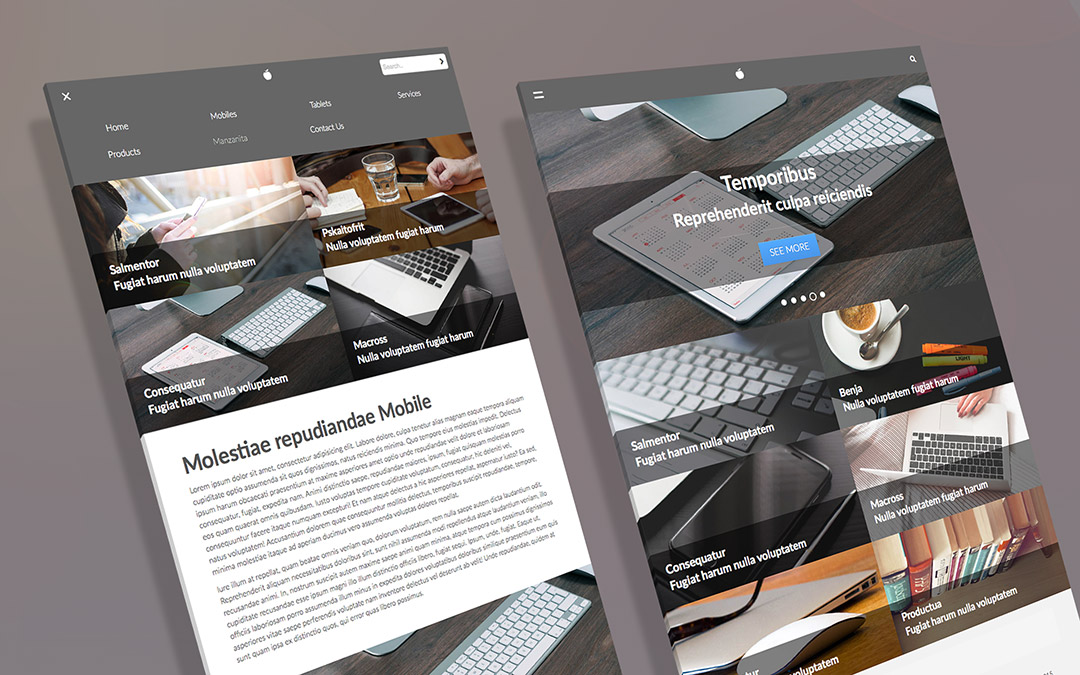 Search...
Home
Mobiles
Tablets
Services
Products
Manzanita
Contact Us
Salmentor
Fugiat harum nulla voluptatem
Pskaitofrit
Nulla voluptatem fugiat harum
Consequatur
Fugiat harum nulla voluptatem
Macross
Nulla voluptatem fugiat harum
Molestiae repudiandae Mobile
Lorem ipsum dolor sit amet, consectetur adipisicing elit. Labore dolore, culpa tenetur alias magnam eaque tempora aliquam
cupiditate optio assumenda sit quos dignissimos, natus reiciendis minima. Quo tempore eius molestias impedit. Delectus
ipsum harum obcaecati praesentium at maxime asperiores amet optio unde repudiandae velit dolore et laboriosam
consequatur, fugiat, expedita nam. Animi distinctio saepe, repudiandae maiores, ipsum, fugiat quisquam molestias porro
eos quam quaerat omnis quibusdam. Iusto voluptas tempore cupiditate voluptatum, consequatur, hic deleniti vel,
consequuntur facere itaque numquam excepturi! Et nam atque delectus a hic asperiores repellat, aspernatur iusto? Ea sed,
natus voluptatem! Accusantium dolorem quae consequuntur mollitia delectus, temporibus suscipit repudiandae, tempore,
minima molestiae itaque ad aperiam ducimus vero assumenda voluptas dolores repellat.
Iure illum at repellat, quam beatae omnis veniam quo, dolorum voluptatum, rem nulla saepe autem dicta laudantium odit.
Reprehenderit aliquam necessitatibus doloribus sint, sunt nihil assumenda modi repellendus atque laudantium veniam, illo
recusandae animi. In, nostrum suscipit autem maxime saepe animi quam minima, atque tempora cum possimus dignissimos
cupiditate recusandae esse ipsum magni illo illum distinctio officiis libero, fugiat sequi. Ipsum, unde, fugiat. Eaque ut,
officiis laboriosam porro assumenda illum minus in expedita dolores voluptatibus doloribus similique praesentium eum quis
asperiores vitae saepe perferendis voluptate nam inventore delectus vel deserunt ab velit! Unde repudiandae, quidem at
sunt quam ipsa ex distinctio quos, qui error quas libero possimus.
Temporibus
Reprehenderit culpa reiciendis
SEE MORE
Salmentor
Fugiat harum nulla voluptatem
Benja
Nulla voluptatem fugiat harum
Consequatur
Fugiat harum nulla voluptatem
Macross
Nulla voluptatem fugiat harum
Productua
Fugiat harum nulla voluptatem